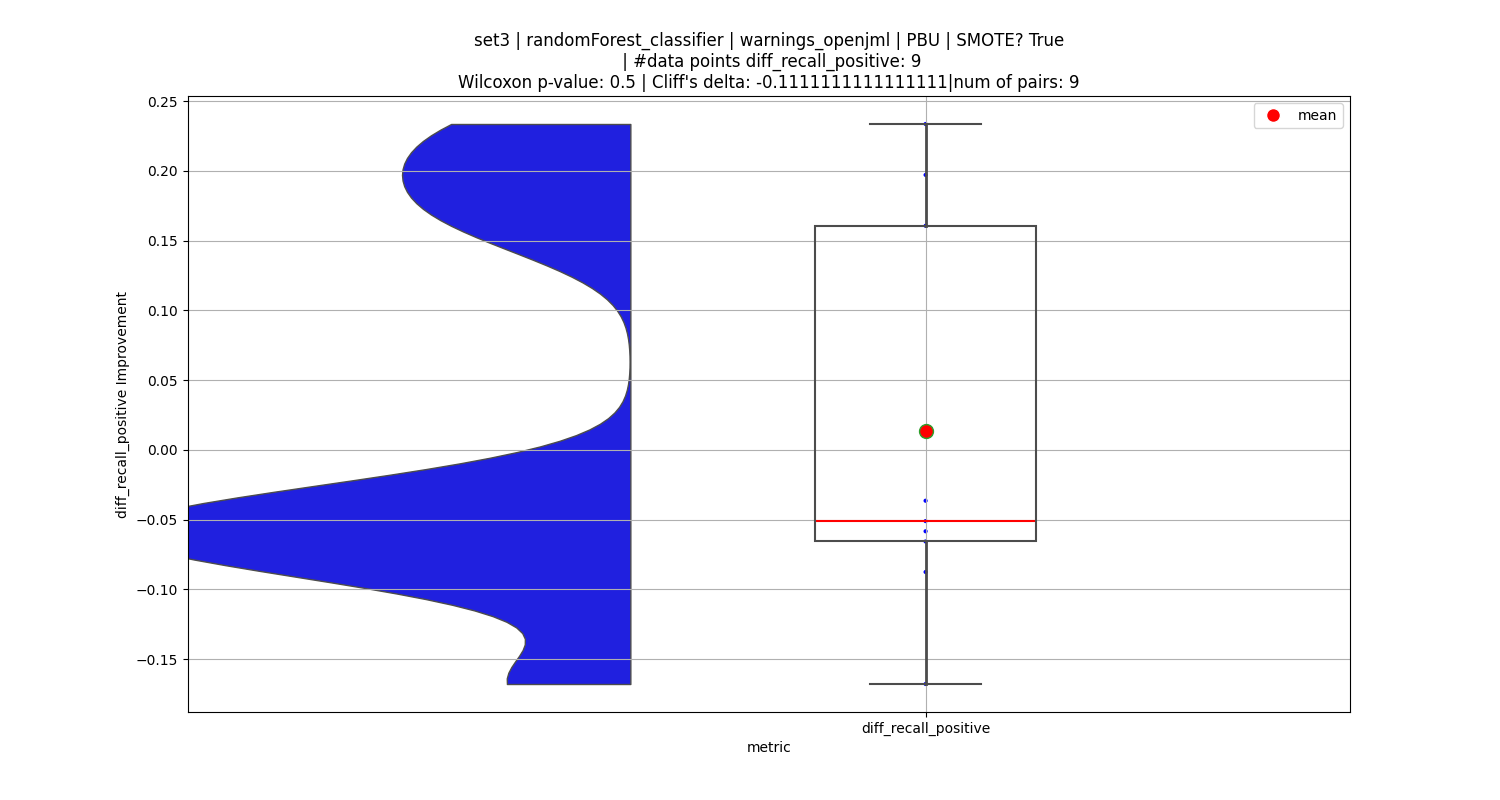 set3 | randomForest_classifier | warnings_openjml | PBU | SMOTE? True
| #data points diff_recall_positive: 9
Wilcoxon p-value: 0.5 | Cliff's delta: -0.1111111111111111|num of pairs: 9
mean
0.25
0.20
0.15
0.10
0.05
0.00
−0.05
−0.10
−0.15
diff_recall_positive Improvement
diff_recall_positive
metric